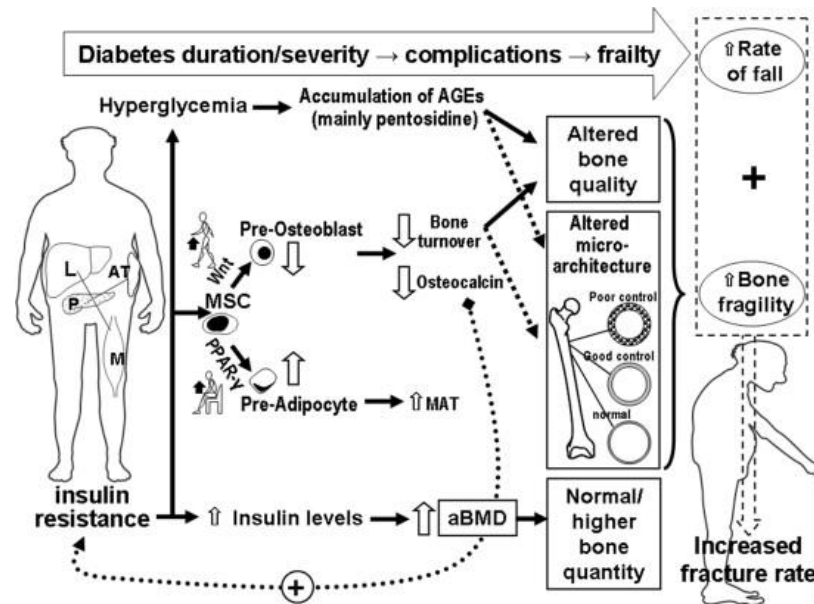 Diabetes duration/severity → complications → frailty
⇧Rate
of fall
Hyperglycemia
Accumulation of AGEs
(mainly pentosidine)
Altered
bone
quality
+
L
AT
P
M
Wnt
Pre-Osteoblast
Bone
turnover
Osteocalcin
MSC
PPAR-γ
Pre-Adipocyte
⇧ MAT
Altered
micro-
architecture
Poor control
Good control
normal
⇧Bone
fragility
insulin
resistance
⇧ Insulin levels
aBMD
Normal/
higher
bone
quantity
Increased
fracture rate
+